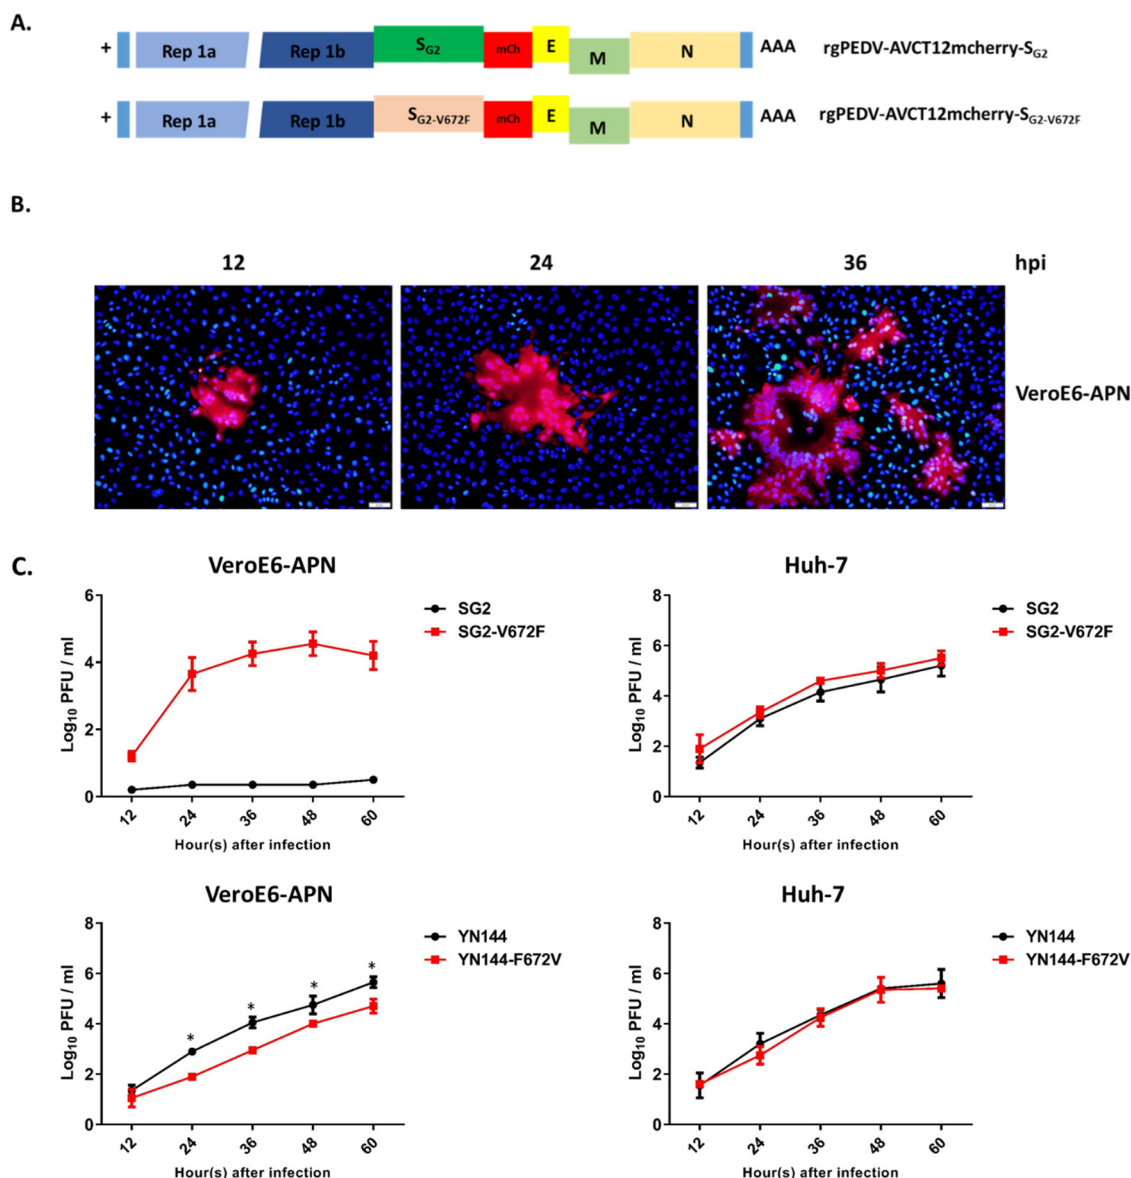 A.
+ Rep 1a Rep 1b S_G2 mCh E M N AAA rgPEDV-AVCT12mcherry-S_G2
+ Rep 1a Rep 1b S_G2-V672F mCh E M N AAA rgPEDV-AVCT12mcherry-S_G2-V672F
B.
12 24 36 hpi
VeroE6-APN
C.
VeroE6-APN
Log10 PFU / ml
6
4
2
0
12 24 36 48 60
Hour(s) after infection
SG2
SG2-V672F
Huh-7
Log10 PFU / ml
8
6
4
2
0
12 24 36 48 60
Hour(s) after infection
SG2
SG2-V672F
VeroE6-APN
Log10 PFU / ml
8
6
4
2
0
* * * *
12 24 36 48 60
Hour(s) after infection
YN144
YN144-F672V
Huh-7
Log10 PFU / ml
8
6
4
2
0
12 24 36 48 60
Hour(s) after infection
YN144
YN144-F672V